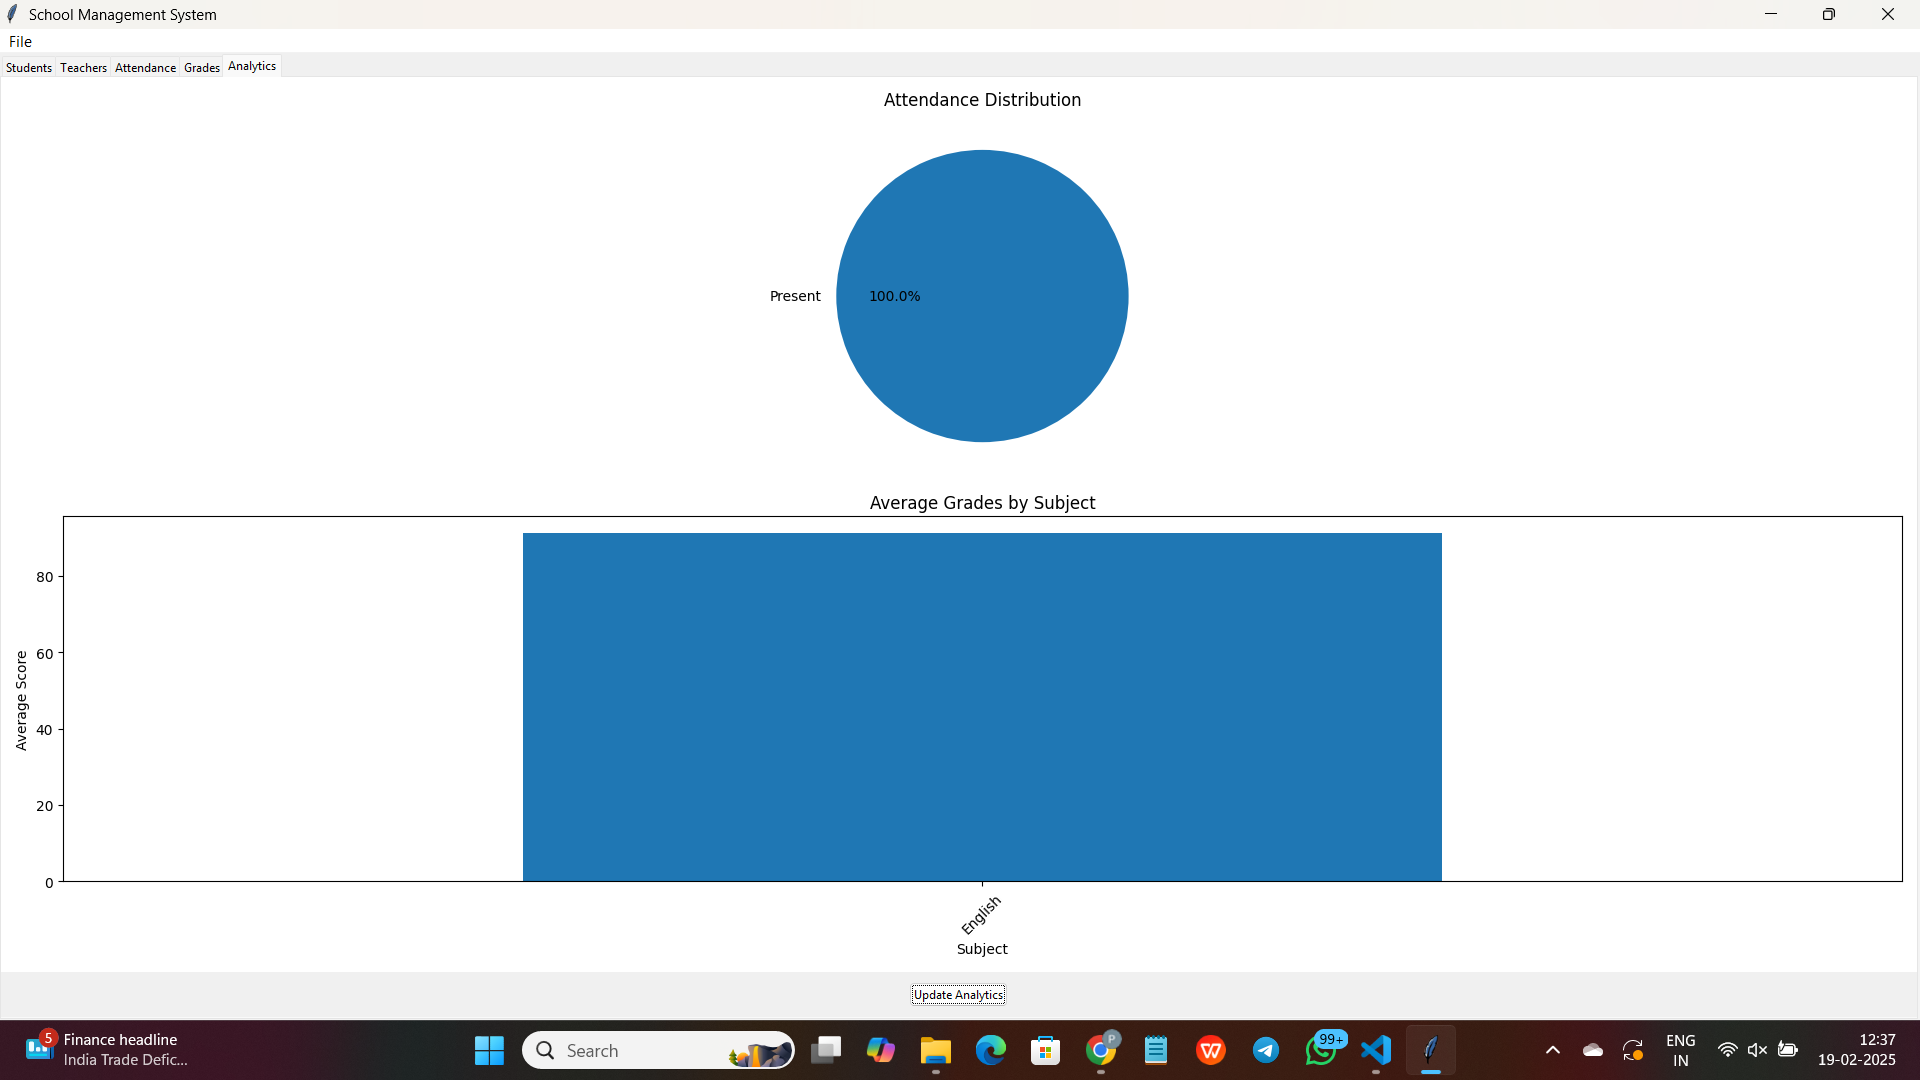 School Management System
File
Students Teachers Attendance Grades Analytics
Attendance Distribution
Present 100.0%
Average Grades by Subject
Average Score
80
60
40
20
0
English
Subject
Update Analytics
5
Finance headline
India Trade Defic...
Search
P
W
99+
ENG
IN
12:37
19-02-2025